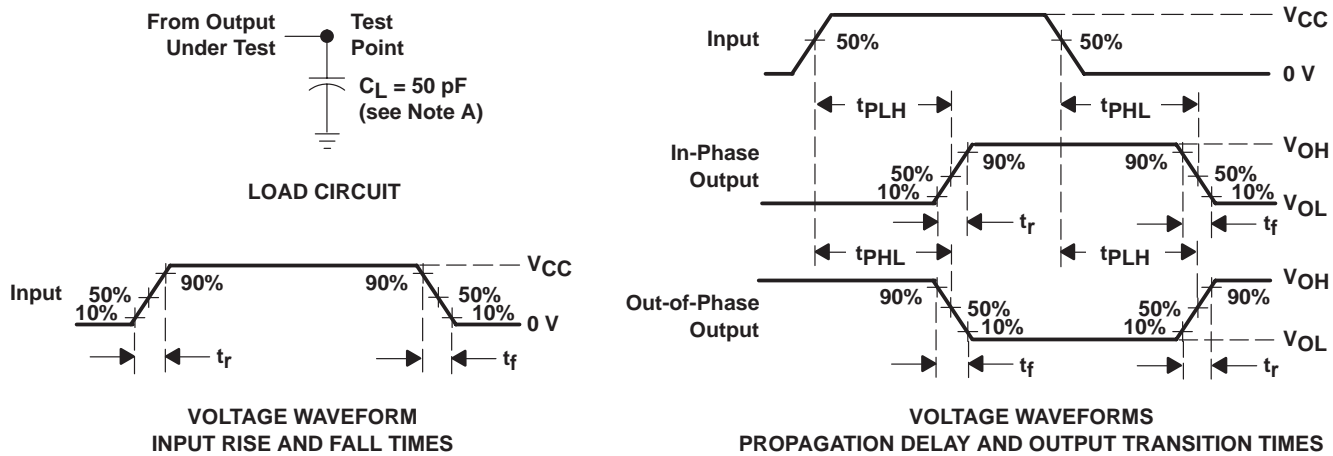 From Output
Under Test
Test
Point
CL = 50 pF
(see Note A)
LOAD CIRCUIT
Input
VCC
50%
50%
0 V
tPLH
tPHL
In-Phase
Output
VOH
90%
90%
50%
50%
10%
10%
VOL
tr
tf
tPHL
tPLH
Out-of-Phase
Output
VOH
90%
90%
50%
50%
10%
10%
VOL
tf
tr
VOLTAGE WAVEFORMS
PROPAGATION DELAY AND OUTPUT TRANSITION TIMES
Input
VCC
90%
90%
50%
50%
10%
10%
0 V
tr
tf
VOLTAGE WAVEFORM
INPUT RISE AND FALL TIMES